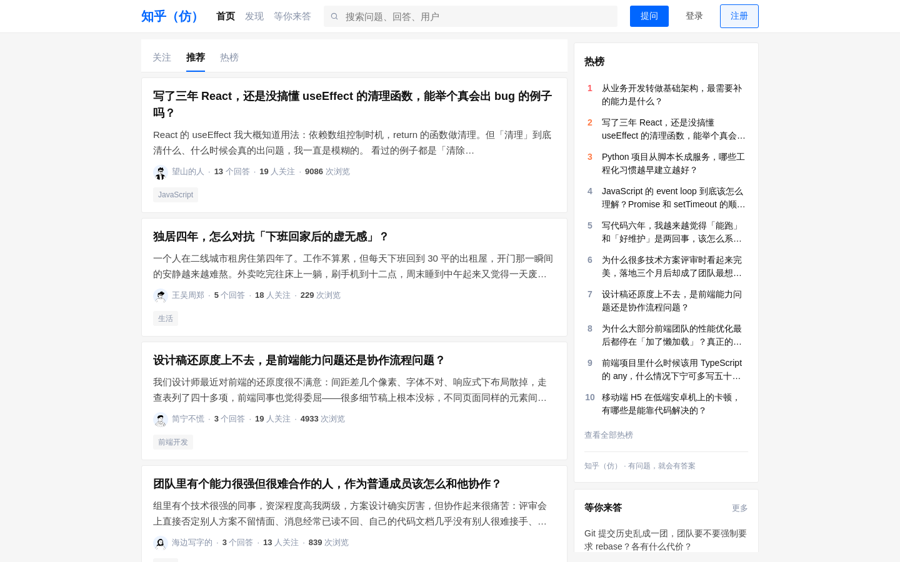 知乎（仿） 首页 发现 等你来答 搜索问题、回答、用户 提问 登录 注册
关注 推荐 热榜
写了三年 React，还是没搞懂 useEffect 的清理函数，能举个真会出 bug 的例子
吗？
React 的 useEffect 我大概知道用法：依赖数组控制时机，return 的函数做清理。但「清理」到底
清什么、什么时候会真的出问题，我一直是模糊的。 看过的例子都是「清除…
望山的人 · 13 个回答 · 19 人关注 · 9086 次浏览
JavaScript
独居四年，怎么对抗「下班回家后的虚无感」？
一个人在二线城市租房住第四年了。工作不算累，但每天下班回到 30 平的出租屋，开门那一瞬间
的安静越来越难熬。外卖吃完往床上一躺，刷手机到十二点，周末睡到中午起来又觉得一天废…
王吴周郑 · 5 个回答 · 18 人关注 · 229 次浏览
生活
设计稿还原度上不去，是前端能力问题还是协作流程问题？
我们设计师最近对前端的还原度很不满意：间距差几个像素、字体不对、响应式下布局散掉，走
查表列了四十多项，前端同事也觉得委屈——很多细节稿上根本没标，不同页面同样的元素间…
简宁不慌 · 3 个回答 · 19 人关注 · 4933 次浏览
前端开发
团队里有个能力很强但很难合作的人，作为普通成员该怎么和他协作？
组里有个技术很强的同事，资深程度高我两级，方案设计确实厉害，但协作起来很痛苦：评审会
上直接否定别人方案不留情面、消息经常已读不回、自己的代码文档几乎没有别人很难接手、…
海边写字的 · 3 个回答 · 13 人关注 · 839 次浏览
热榜
1 从业务开发转做基础架构，最需要补
的能力是什么？
2 写了三年 React，还是没搞懂
useEffect 的清理函数，能举个真会…
3 Python 项目从脚本长成服务，哪些工
程化习惯越早建立越好？
4 JavaScript 的 event loop 到底该怎么
理解？Promise 和 setTimeout 的顺…
5 写代码六年，我越来越觉得「能跑」
和「好维护」是两回事，该怎么系…
6 为什么很多技术方案评审时看起来完
美，落地三个月后却成了团队最想…
7 设计稿还原度上不去，是前端能力问
题还是协作流程问题？
8 为什么大部分前端团队的性能优化最
后都停在「加了懒加载」？真正的…
9 前端项目里什么时候该用 TypeScript
的 any，什么情况下宁可多写五十…
10 移动端 H5 在低端安卓机上的卡顿，
有哪些是能靠代码解决的？
查看全部热榜
知乎（仿） · 有问题，就会有答案
等你来答 更多
Git 提交历史乱成一团，团队要不要强制要
求 rebase？各有什么代价？